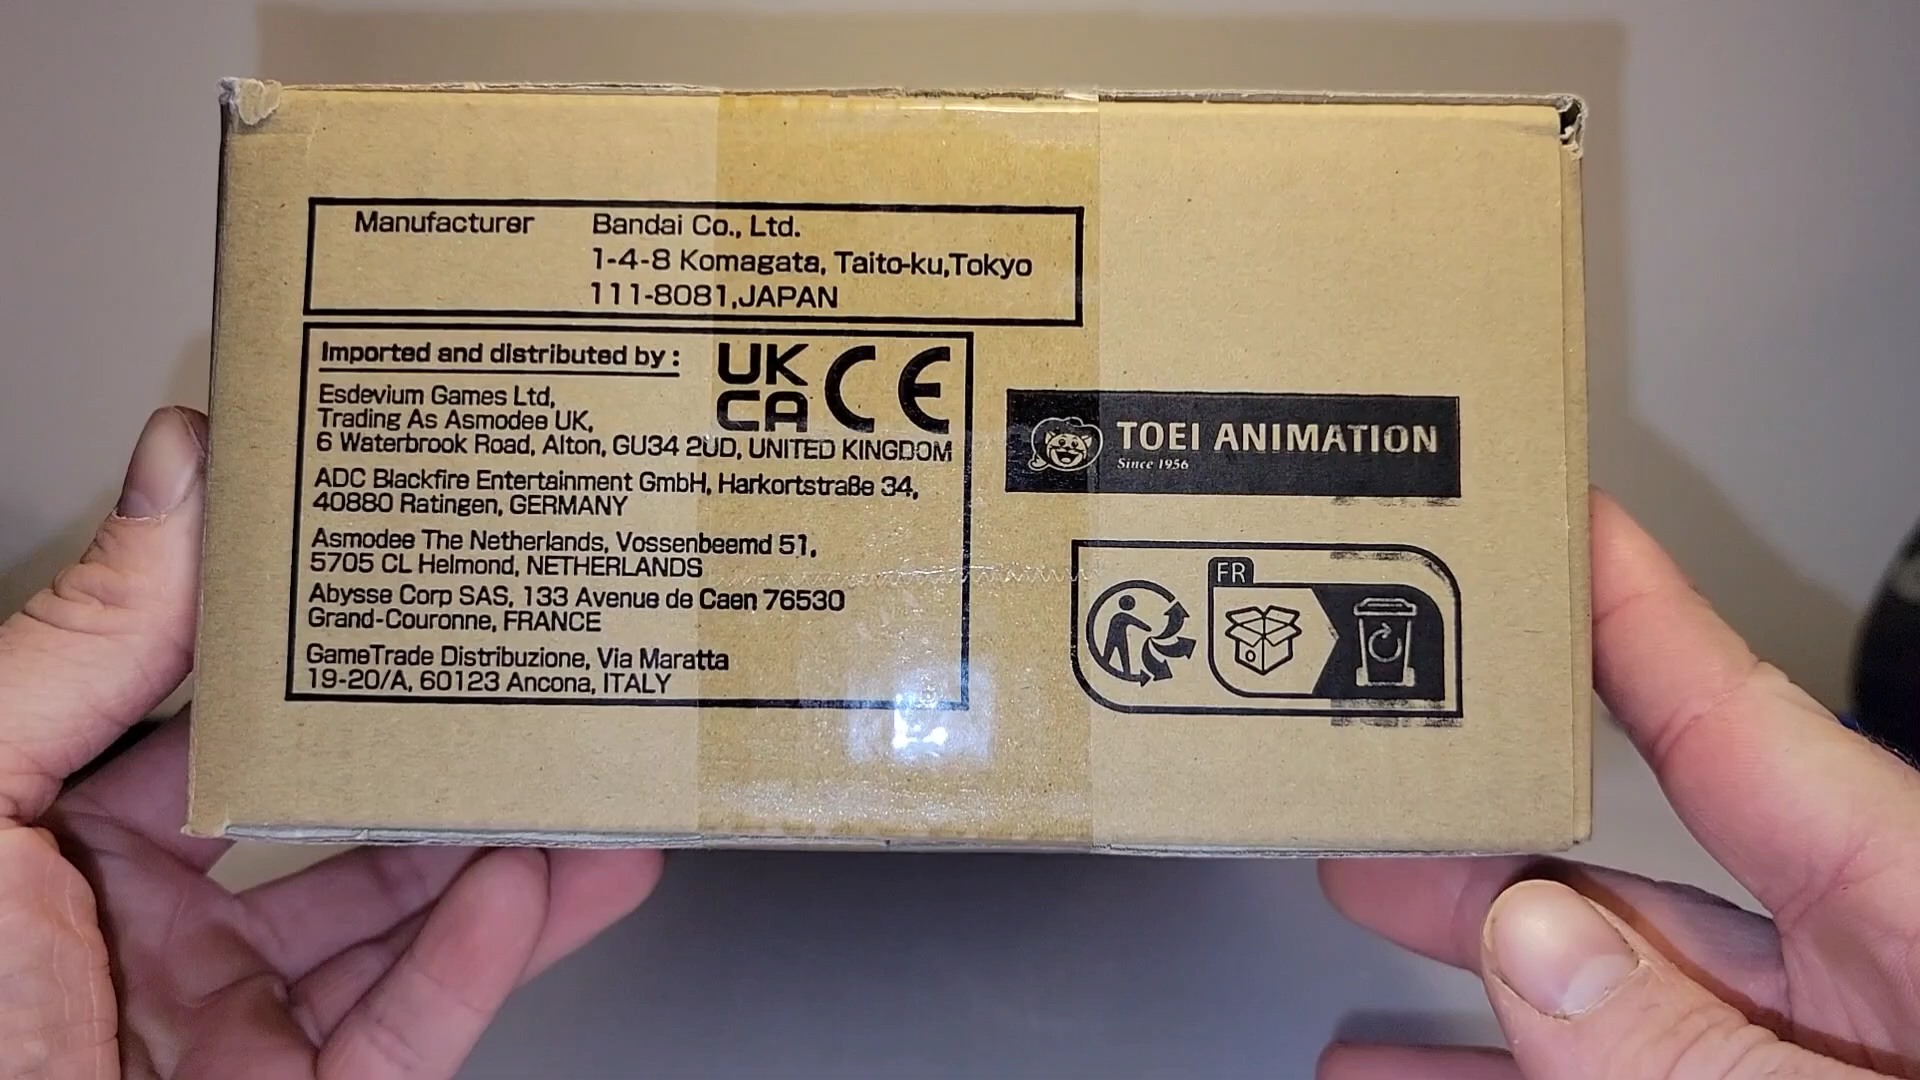 Manufacturer Bandai Co., Ltd.
1-4-8 Komagata, Taito-ku,Tokyo
111-8081,JAPAN
Imported and distributed by :
UK
CA
CE
Esdevium Games Ltd,
Trading As Asmodee UK,
6 Waterbrook Road, Alton, GU34 2UD, UNITED KINGDOM
ADC Blackfire Entertainment GmbH, Harkortstraße 34,
40880 Ratingen, GERMANY
Asmodee The Netherlands, Vossenbeemd 51,
5705 CL Helmond, NETHERLANDS
Abysse Corp SAS, 133 Avenue de Caen 76530
Grand-Couronne, FRANCE
GameTrade Distribuzione, Via Maratta
19-20/A, 60123 Ancona, ITALY
TOEI ANIMATION
Since 1956
FR